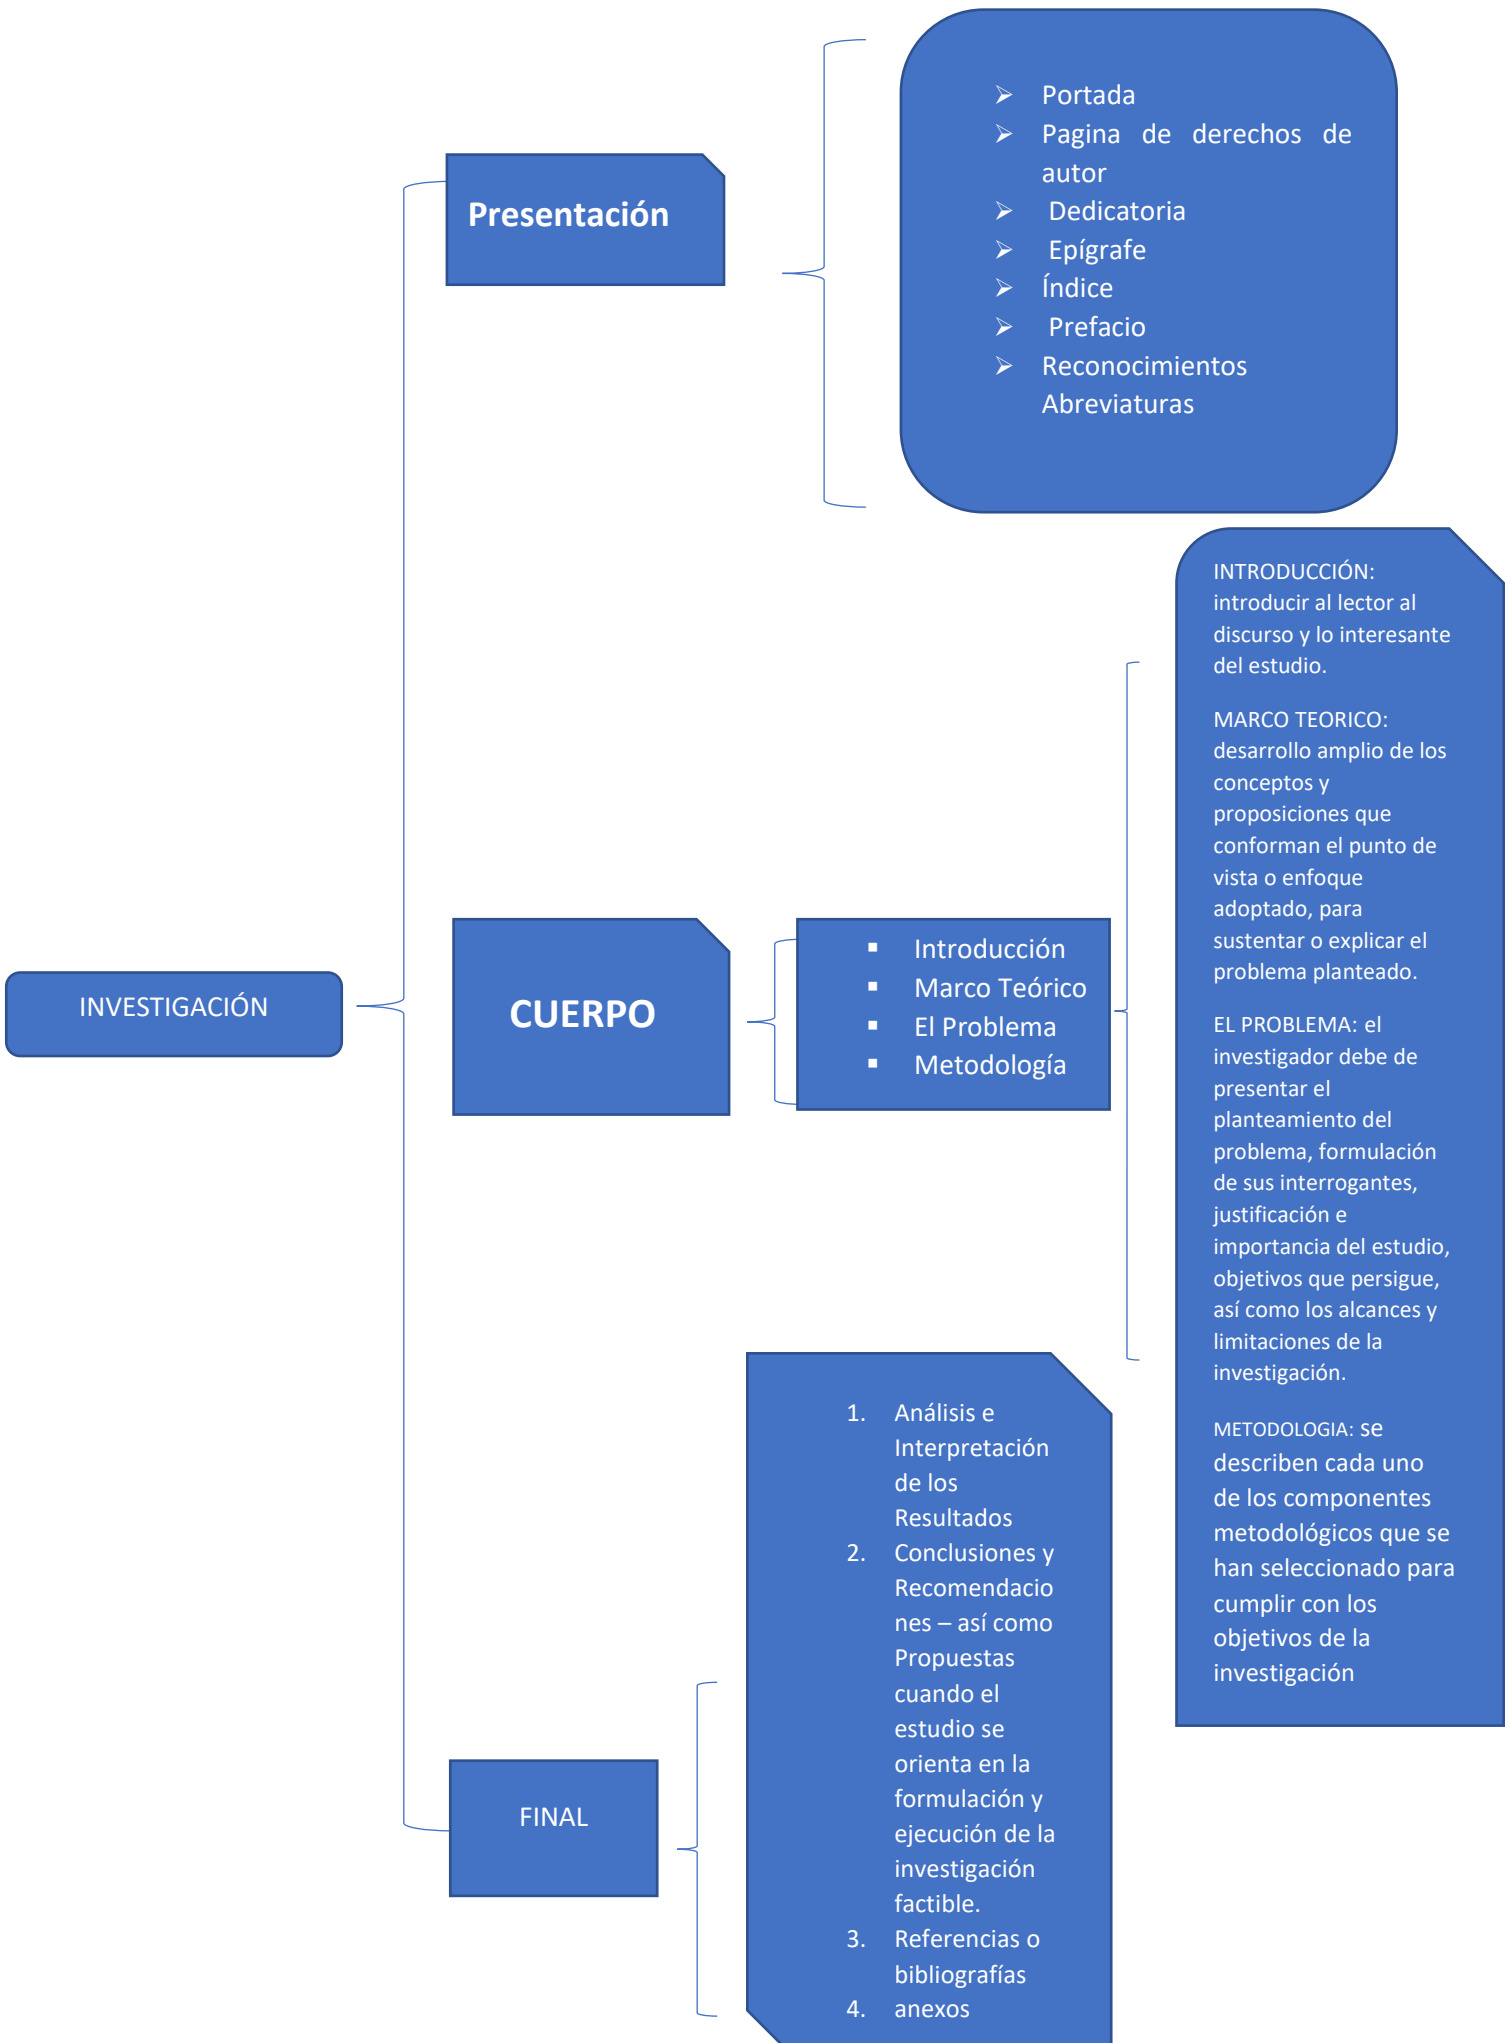 INVESTIGACIÓN
Presentación
➢ Portada
➢ Pagina de derechos de
autor
➢ Dedicatoria
➢ Epígrafe
➢ Índice
➢ Prefacio
➢ Reconocimientos
Abreviaturas
CUERPO
▪ Introducción
▪ Marco Teórico
▪ El Problema
▪ Metodología
INTRODUCCIÓN:
introducir al lector al
discurso y lo interesante
del estudio.
MARCO TEORICO:
desarrollo amplio de los
conceptos y
proposiciones que
conforman el punto de
vista o enfoque
adoptado, para
sustentar o explicar el
problema planteado.
EL PROBLEMA: el
investigador debe de
presentar el
planteamiento del
problema, formulación
de sus interrogantes,
justificación e
importancia del estudio,
objetivos que persigue,
así como los alcances y
limitaciones de la
investigación.
METODOLOGIA: se
describen cada uno
de los componentes
metodológicos que se
han seleccionado para
cumplir con los
objetivos de la
investigación
FINAL
1. Análisis e
Interpretación
de los
Resultados
2. Conclusiones y
Recomendacio
nes – así como
Propuestas
cuando el
estudio se
orienta en la
formulación y
ejecución de la
investigación
factible.
3. Referencias o
bibliografías
4. anexos